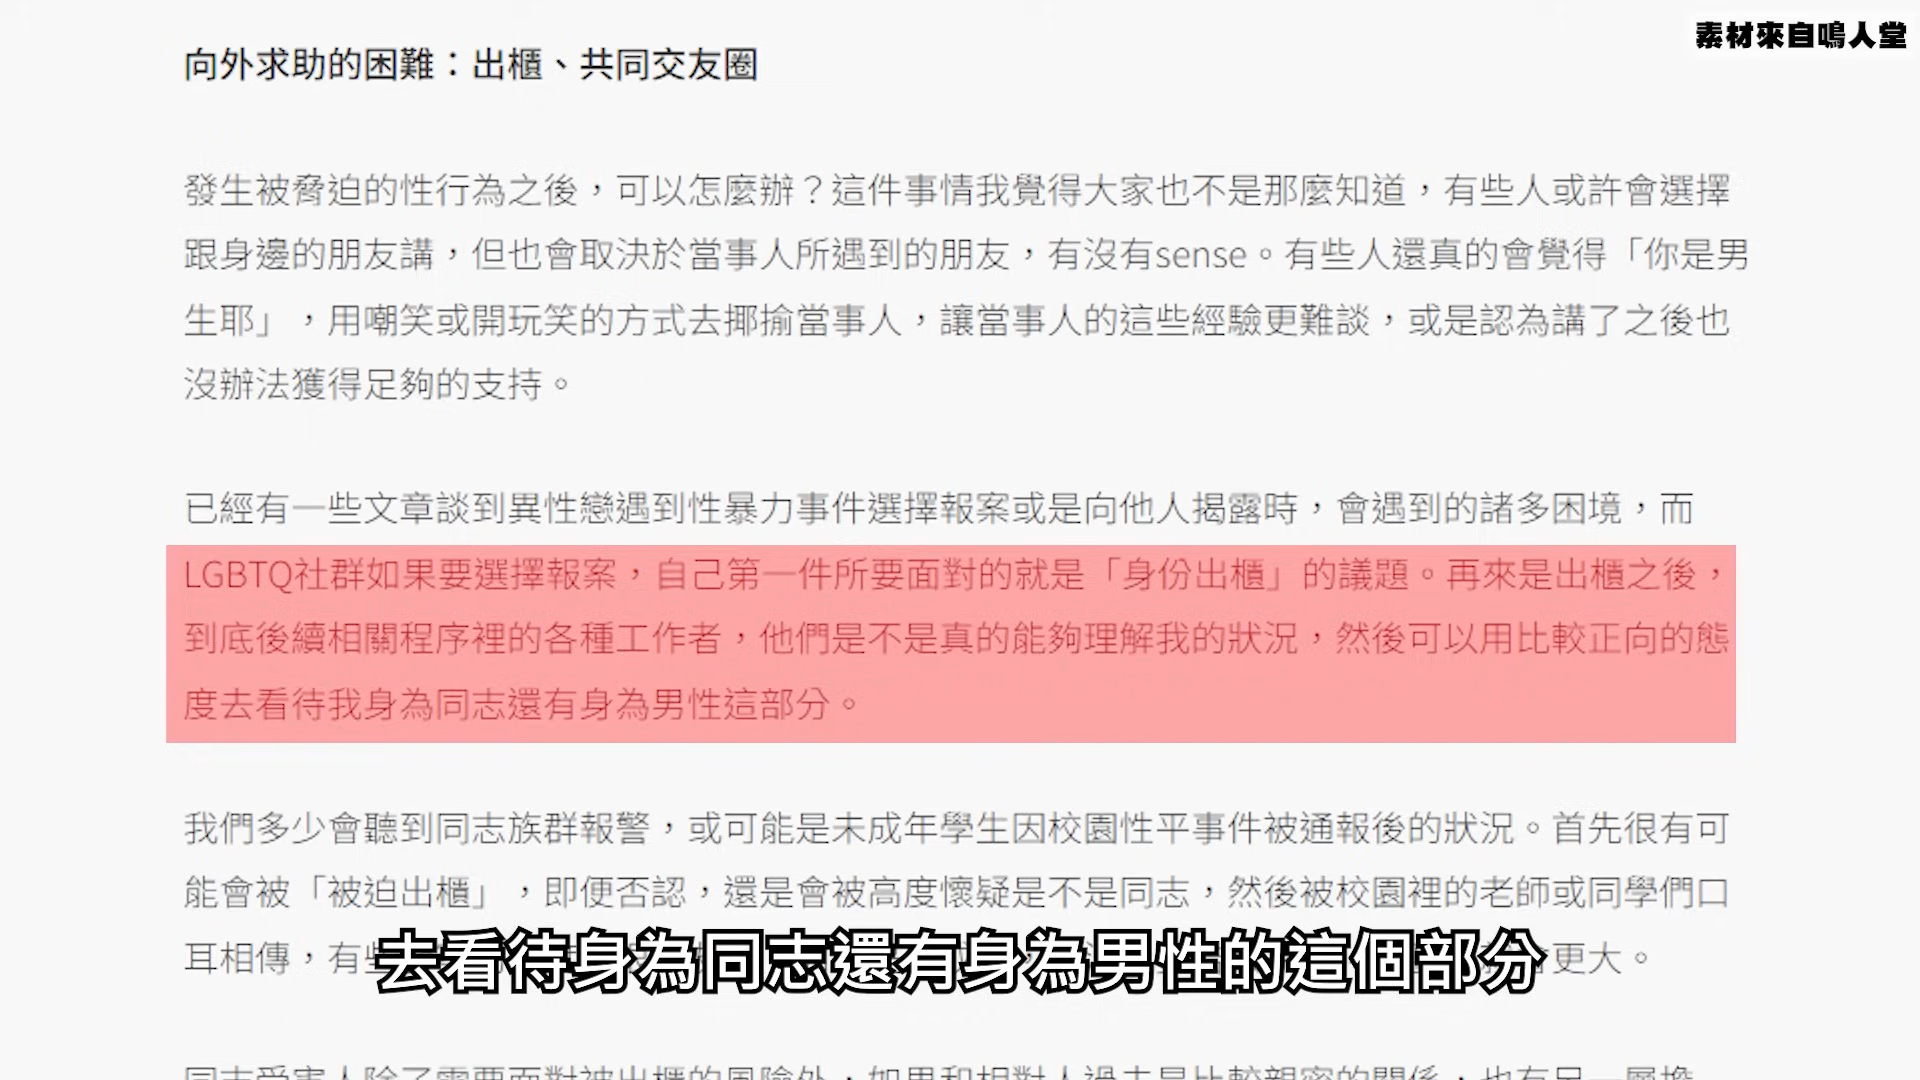 素材來自鳴人堂
向外求助的困難：出櫃、共同交友圈
發生被脅迫的性行為之後，可以怎麼辦？這件事情我覺得大家也不是那麼知道，有些人或許會選擇
跟身邊的朋友講，但也會取決於當事人所遇到的朋友，有沒有sense。有些人還真的會覺得「你是男
生耶」，用嘲笑或開玩笑的方式去揶揄當事人，讓當事人的這些經驗更難談，或是認為講了之後也
沒辦法獲得足夠的支持。
已經有一些文章談到異性戀遇到性暴力事件選擇報案或是向他人揭露時，會遇到的諸多困境，而
LGBTQ社群如果要選擇報案，自己第一件所要面對的就是「身份出櫃」的議題。再來是出櫃之後，
到底後續相關程序裡的各種工作者，他們是不是真的能夠理解我的狀況，然後可以用比較正向的態
度去看待我身為同志還有身為男性這部分。
我們多少會聽到同志族群報警，或可能是未成年學生因校園性平事件被通報後的狀況。首先很有可
能會被「被迫出櫃」，即便否認，還是會被高度懷疑是不是同志，然後被校園裡的老師或同學們口
耳相傳，有些 會更大。
去看待身為同志還有身為男性的這個部分